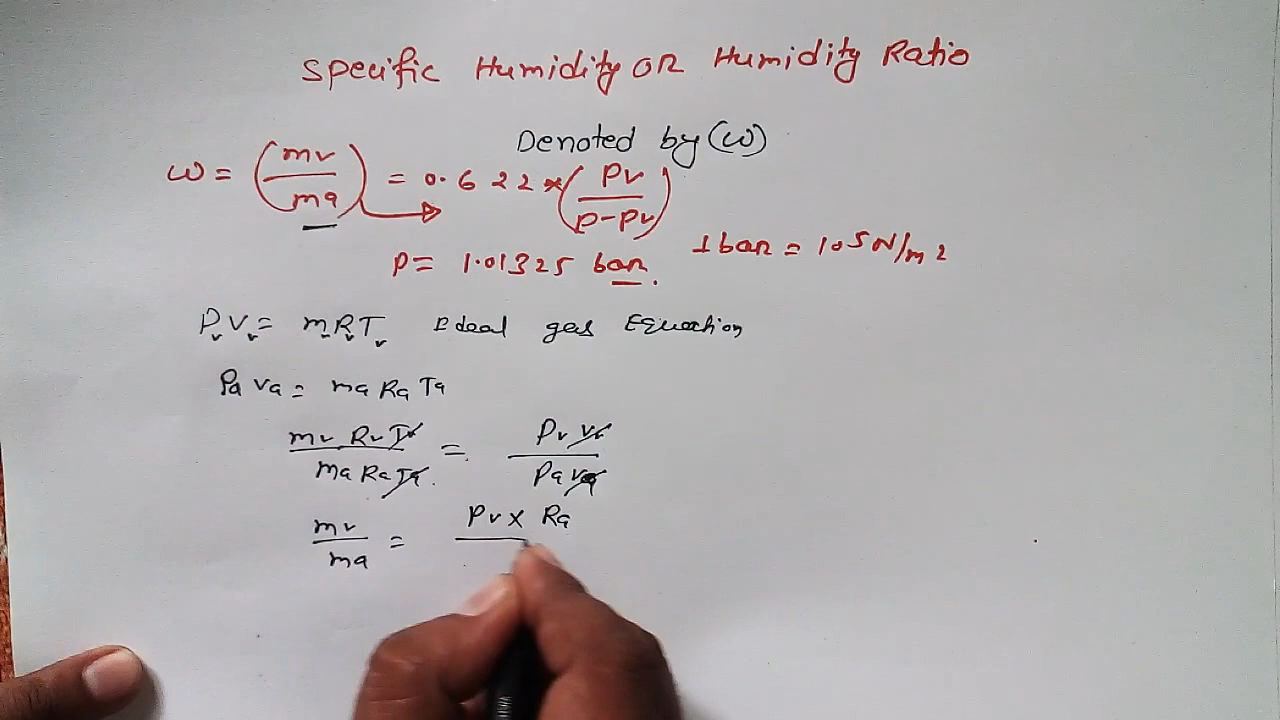 Specific Humidity OR Humidity Ratio
Denoted by (ω)
ω = (mv/ma) = 0.622 × (Pv/P-Pv)
P = 1.01325 bar. 1 bar = 105 N/m2
PvVv = mvRvTv Ideal gas Equation
PaVa = ma Ra Ta
mv Rv Tv/ma Ra Ta = Pv Vv/Pa Va
mv/ma = Pv × Ra